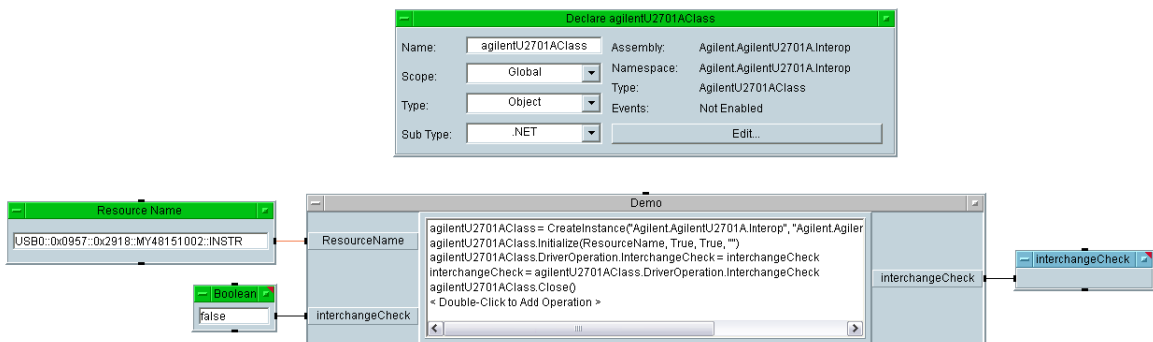 Declare agilentU2701AClass
Name: agilentU2701AClass Assembly: Agilent.AgilentU2701A.Interop
Scope: Global Namespace: Agilent.AgilentU2701A.Interop
Type: Object Type: AgilentU2701AClass
Events: Not Enabled
Sub Type: .NET Edit...
Resource Name
USB0::0x0957::0x2918::MY48151002::INSTR
Demo
ResourceName
agilentU2701AClass = CreateInstance("Agilent.AgilentU2701A.Interop", "Agilent.Agiler
agilentU2701AClass.Initialize(ResourceName, True, True, "")
agilentU2701AClass.DriverOperation.InterchangeCheck = interchangeCheck
interchangeCheck = agilentU2701AClass.DriverOperation.InterchangeCheck
agilentU2701AClass.Close()
< Double-Click to Add Operation >
Boolean
false
interchangeCheck
interchangeCheck
interchangeCheck